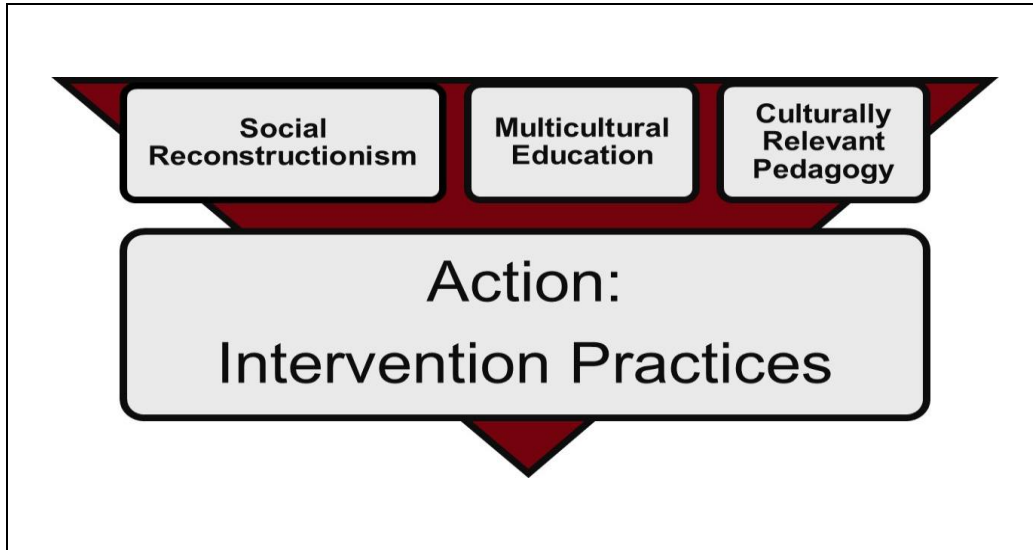 Social
Reconstructionism
Multicultural
Education
Culturally
Relevant
Pedagogy
Action:
Intervention Practices